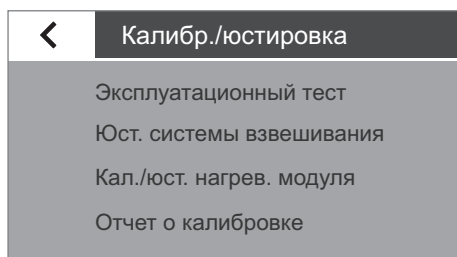 Калибр./юстировка
Эксплуатационный тест
Юст. системы взвешивания
Кал./юст. нагрев. модуля
Отчет о калибровке